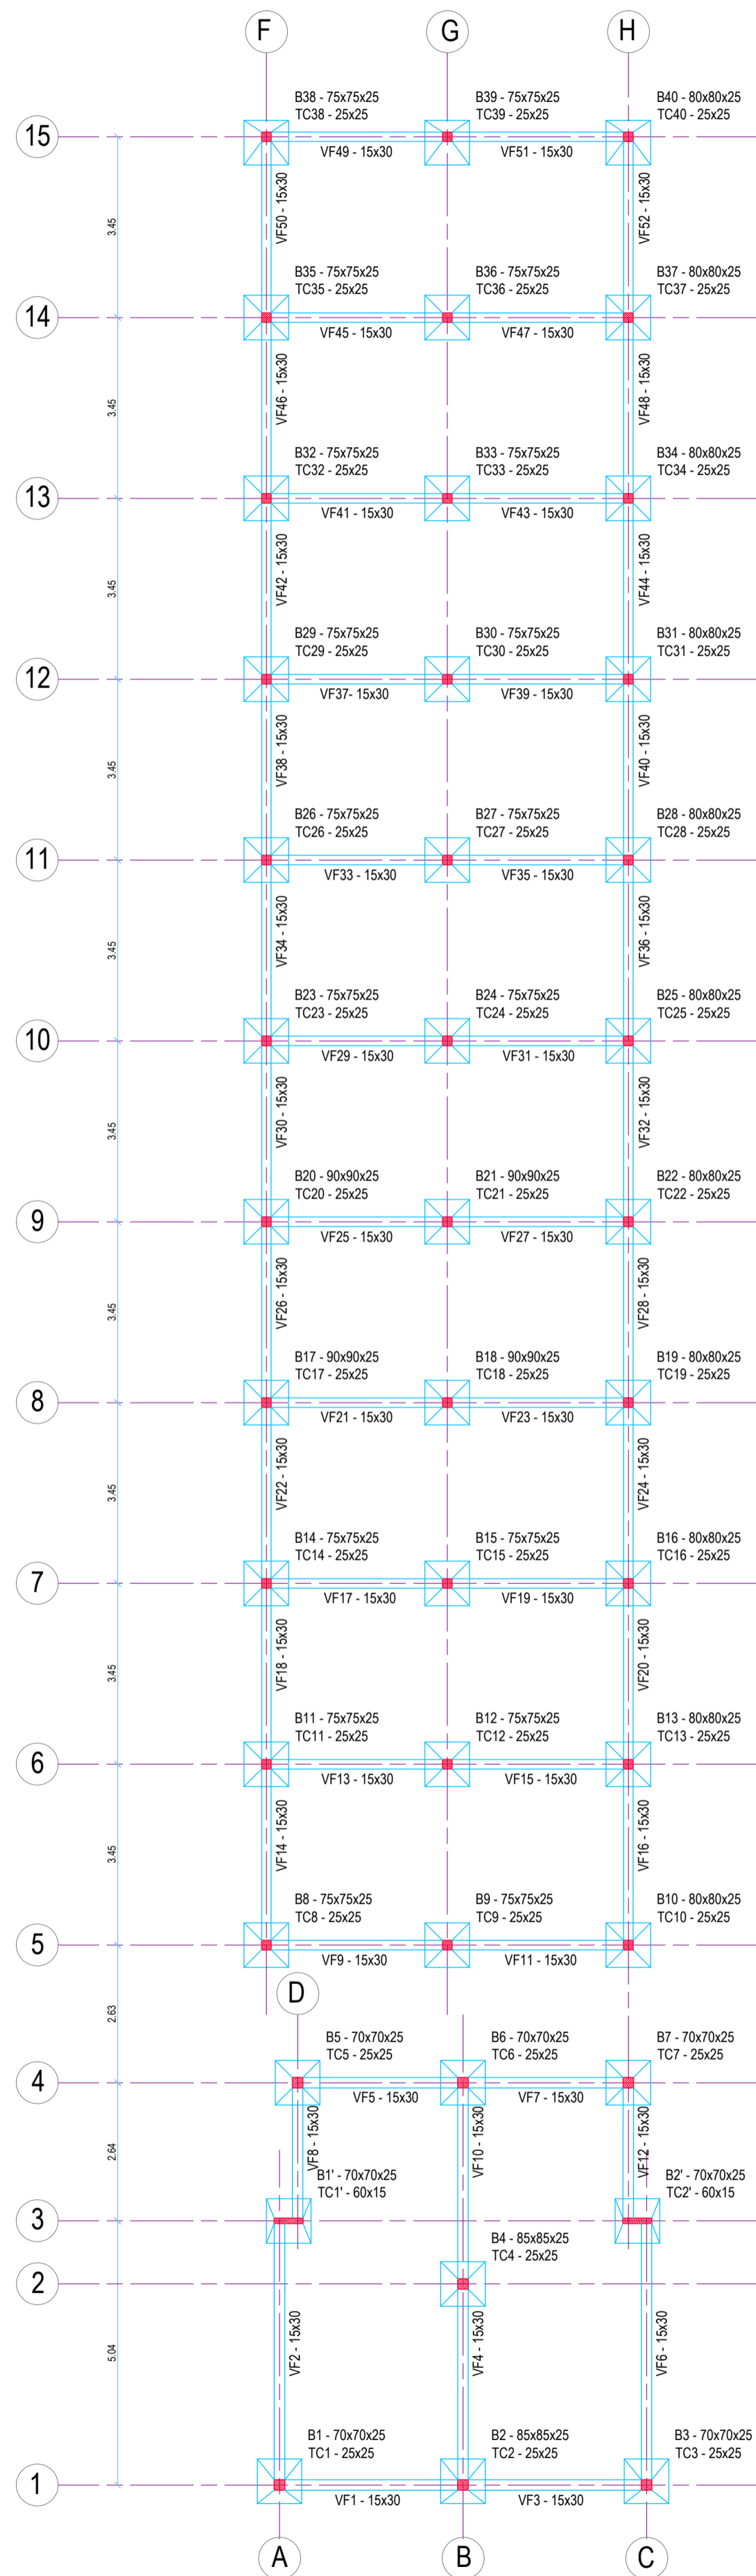 F
G
H
15
B38 - 75x75x25
TC38 - 25x25
B39 - 75x75x25
TC39 - 25x25
B40 - 80x80x25
TC40 - 25x25
VF49 - 15x30
VF51 - 15x30
3.45
VF50 - 15x30
VF52 - 15x30
14
B35 - 75x75x25
TC35 - 25x25
B36 - 75x75x25
TC36 - 25x25
B37 - 80x80x25
TC37 - 25x25
VF45 - 15x30
VF47 - 15x30
3.45
VF46 - 15x30
VF48 - 15x30
13
B32 - 75x75x25
TC32 - 25x25
B33 - 75x75x25
TC33 - 25x25
B34 - 80x80x25
TC34 - 25x25
VF41 - 15x30
VF43 - 15x30
3.45
VF42 - 15x30
VF44 - 15x30
12
B29 - 75x75x25
TC29 - 25x25
B30 - 75x75x25
TC30 - 25x25
B31 - 80x80x25
TC31 - 25x25
VF37- 15x30
VF39 - 15x30
3.45
VF38 - 15x30
VF40 - 15x30
11
B26 - 75x75x25
TC26 - 25x25
B27 - 75x75x25
TC27 - 25x25
B28 - 80x80x25
TC28 - 25x25
VF33 - 15x30
VF35 - 15x30
3.45
VF34 - 15x30
VF36 - 15x30
10
B23 - 75x75x25
TC23 - 25x25
B24 - 75x75x25
TC24 - 25x25
B25 - 80x80x25
TC25 - 25x25
VF29 - 15x30
VF31 - 15x30
3.45
VF30 - 15x30
VF32 - 15x30
9
B20 - 90x90x25
TC20 - 25x25
B21 - 90x90x25
TC21 - 25x25
B22 - 80x80x25
TC22 - 25x25
VF25 - 15x30
VF27 - 15x30
3.45
VF26 - 15x30
VF28 - 15x30
8
B17 - 90x90x25
TC17 - 25x25
B18 - 90x90x25
TC18 - 25x25
B19 - 80x80x25
TC19 - 25x25
VF21 - 15x30
VF23 - 15x30
3.45
VF22 - 15x30
VF24 - 15x30
7
B14 - 75x75x25
TC14 - 25x25
B15 - 75x75x25
TC15 - 25x25
B16 - 80x80x25
TC16 - 25x25
VF17 - 15x30
VF19 - 15x30
3.45
VF18 - 15x30
VF20 - 15x30
6
B11 - 75x75x25
TC11 - 25x25
B12 - 75x75x25
TC12 - 25x25
B13 - 80x80x25
TC13 - 25x25
VF13 - 15x30
VF15 - 15x30
3.45
VF14 - 15x30
VF16 - 15x30
5
B8 - 75x75x25
TC8 - 25x25
B9 - 75x75x25
TC9 - 25x25
B10 - 80x80x25
TC10 - 25x25
VF9 - 15x30
VF11 - 15x30
D
2.63
4
B5 - 70x70x25
TC5 - 25x25
B6 - 70x70x25
TC6 - 25x25
B7 - 70x70x25
TC7 - 25x25
VF5 - 15x30
VF7 - 15x30
2.64
VF8 - 15x30
VF10 - 15x30
VF12 - 15x30
3
B1' - 70x70x25
TC1' - 60x15
B2' - 70x70x25
TC2' - 60x15
2
B4 - 85x85x25
TC4 - 25x25
5.04
VF2 - 15x30
VF4 - 15x30
VF6 - 15x30
1
B1 - 70x70x25
TC1 - 25x25
B2 - 85x85x25
TC2 - 25x25
B3 - 70x70x25
TC3 - 25x25
VF1 - 15x30
VF3 - 15x30
A
B
C